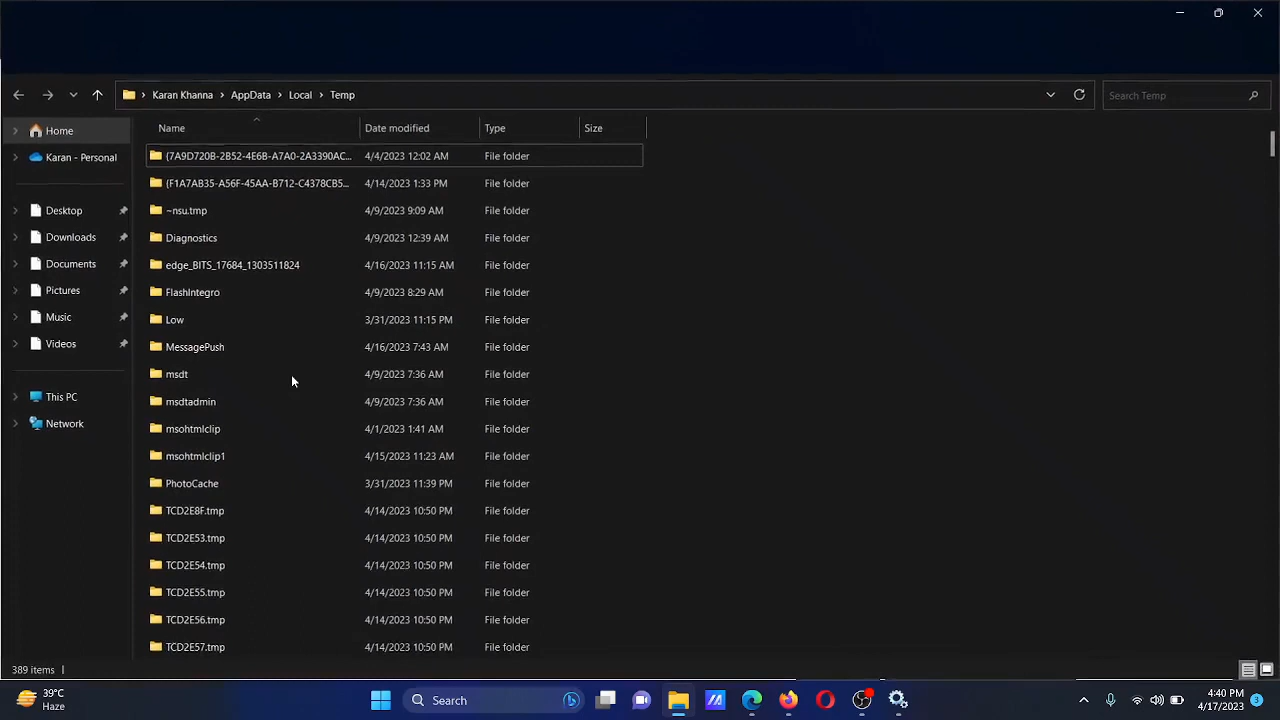 Karan Khanna > AppData > Local > Temp
Search Temp
Name Date modified Type Size
Home
Karan - Personal
Desktop
Downloads
Documents
Pictures
Music
Videos
This PC
Network
{7A9D720B-2B52-4E6B-A7A0-2A3390AC... 4/4/2023 12:02 AM File folder
{F1A7AB35-A56F-45AA-B712-C4378CB5... 4/14/2023 1:33 PM File folder
~nsu.tmp 4/9/2023 9:09 AM File folder
Diagnostics 4/9/2023 12:39 AM File folder
edge_BITS_17684_1303511824 4/16/2023 11:15 AM File folder
FlashIntegro 4/9/2023 8:29 AM File folder
Low 3/31/2023 11:15 PM File folder
MessagePush 4/16/2023 7:43 AM File folder
msdt 4/9/2023 7:36 AM File folder
msdtadmin 4/9/2023 7:36 AM File folder
msohtmlclip 4/1/2023 1:41 AM File folder
msohtmlclip1 4/15/2023 11:23 AM File folder
PhotoCache 3/31/2023 11:39 PM File folder
TCD2E8F.tmp 4/14/2023 10:50 PM File folder
TCD2E53.tmp 4/14/2023 10:50 PM File folder
TCD2E54.tmp 4/14/2023 10:50 PM File folder
TCD2E55.tmp 4/14/2023 10:50 PM File folder
TCD2E56.tmp 4/14/2023 10:50 PM File folder
TCD2E57.tmp 4/14/2023 10:50 PM File folder
389 items
39°C
Haze
Search
4:40 PM
4/17/2023
3